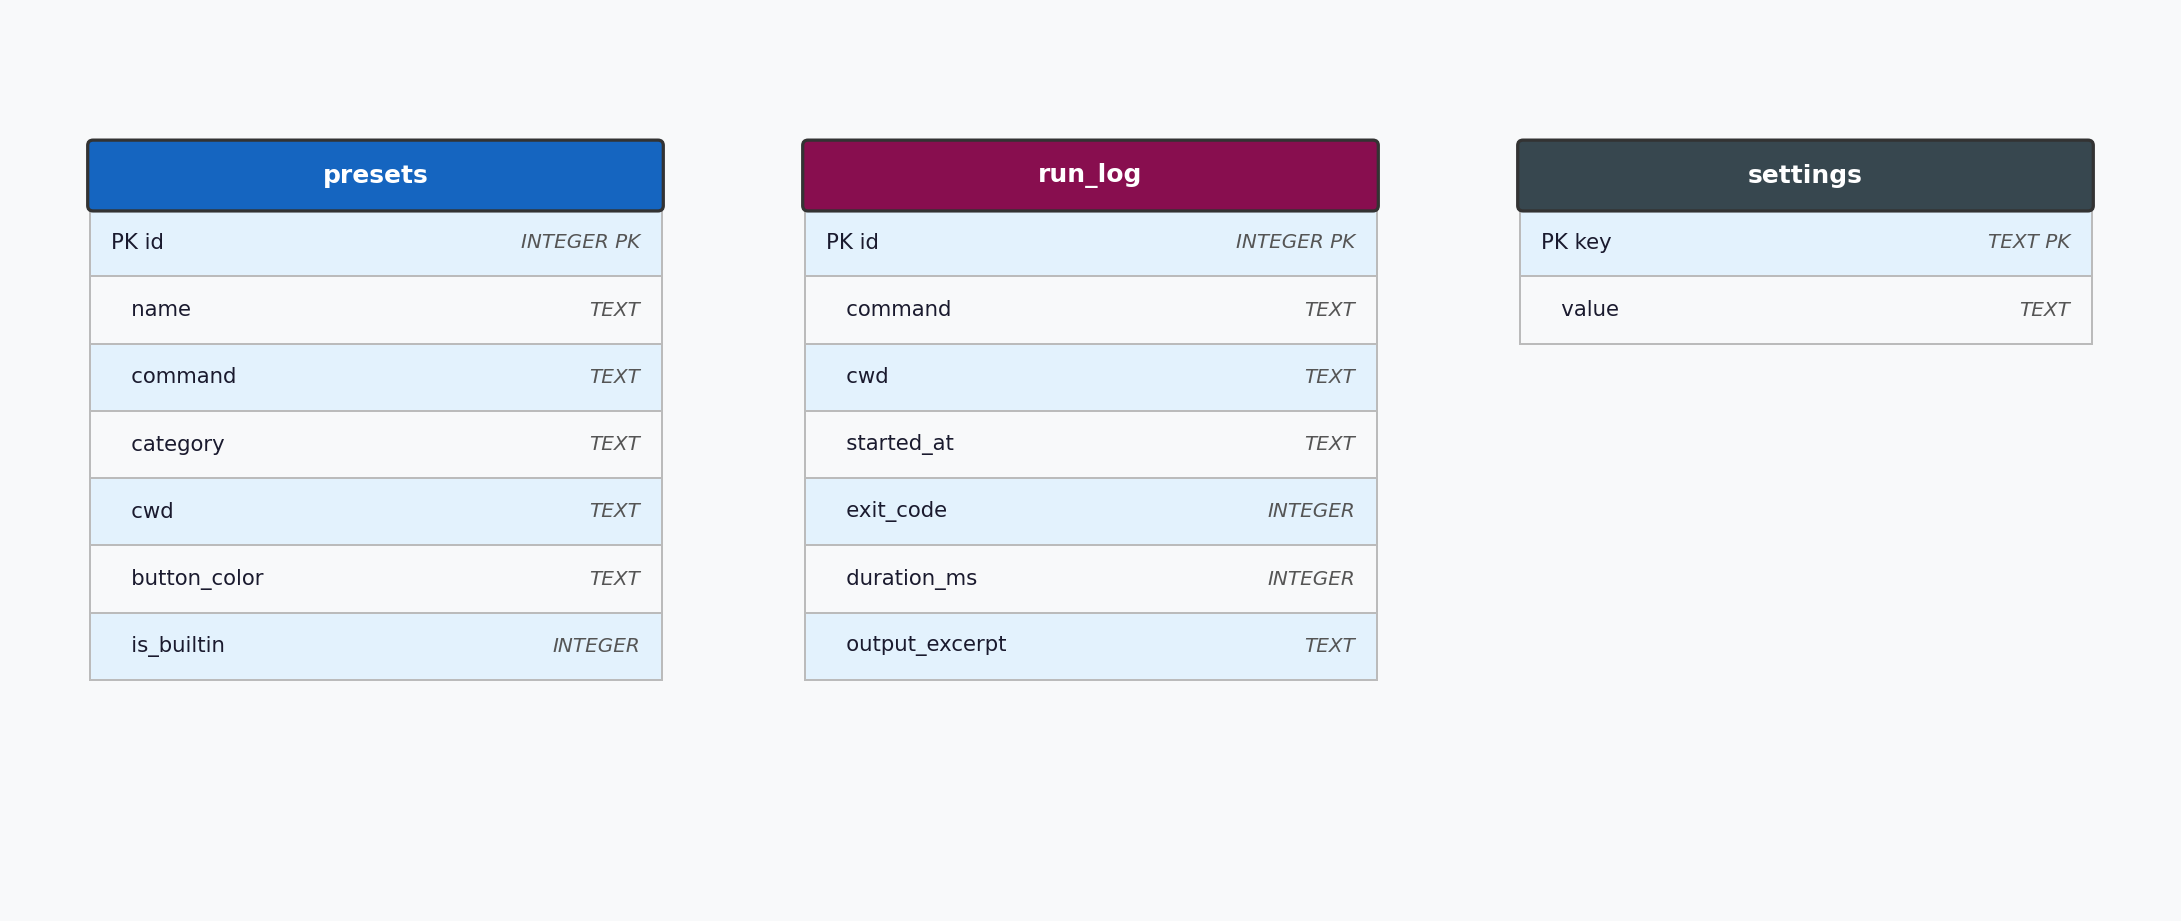 presets
PK id INTEGER PK
name TEXT
command TEXT
category TEXT
cwd TEXT
button_color TEXT
is_builtin INTEGER
run_log
PK id INTEGER PK
command TEXT
cwd TEXT
started_at TEXT
exit_code INTEGER
duration_ms INTEGER
output_excerpt TEXT
settings
PK key TEXT PK
value TEXT